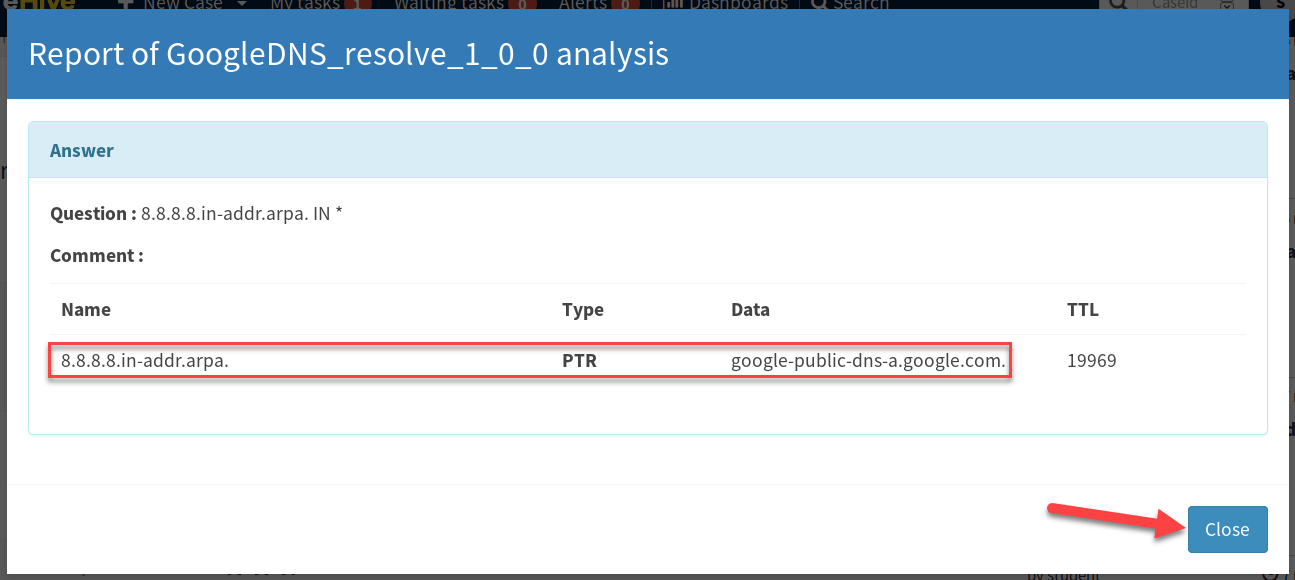 eHive + New Case My tasks 1 Waiting tasks 0 Alerts 0 Dashboards Search CaseId
Report of GoogleDNS_resolve_1_0_0 analysis
Answer
Question : 8.8.8.8.in-addr.arpa. IN *
Comment :
Name Type Data TTL
8.8.8.8.in-addr.arpa. PTR google-public-dns-a.google.com. 19969
Close
by student